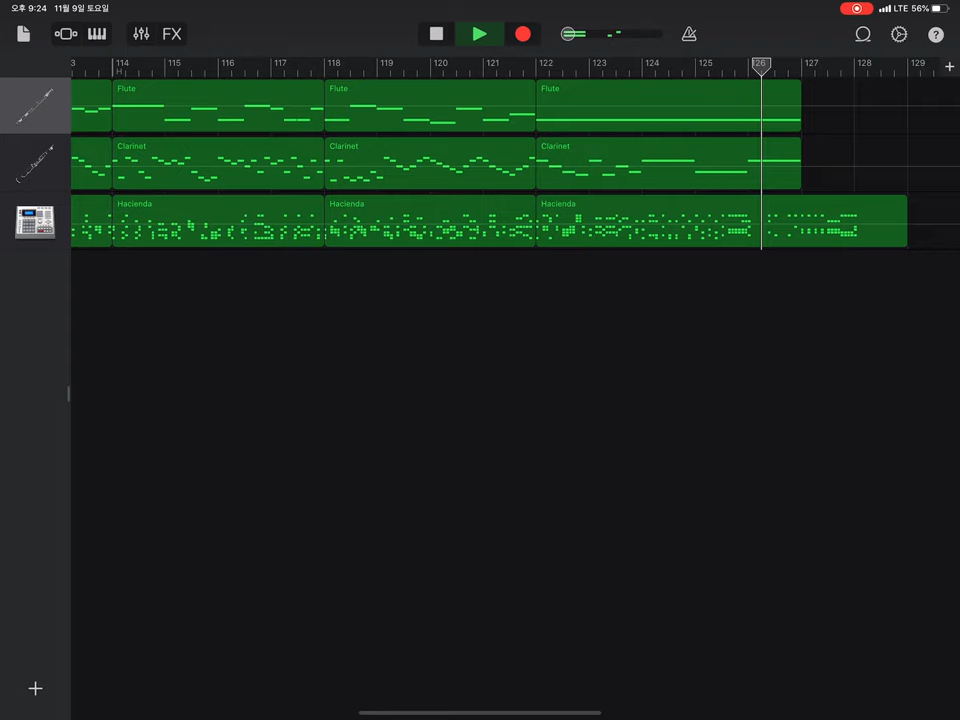 오후 9:24 11월 9일 토요일
LTE 56%
FX
?
3 114 115 116 117 118 119 120 121 122 123 124 125 126 127 128 129
H
Flute Flute Flute
Clarinet Clarinet Clarinet
Hacienda Hacienda Hacienda